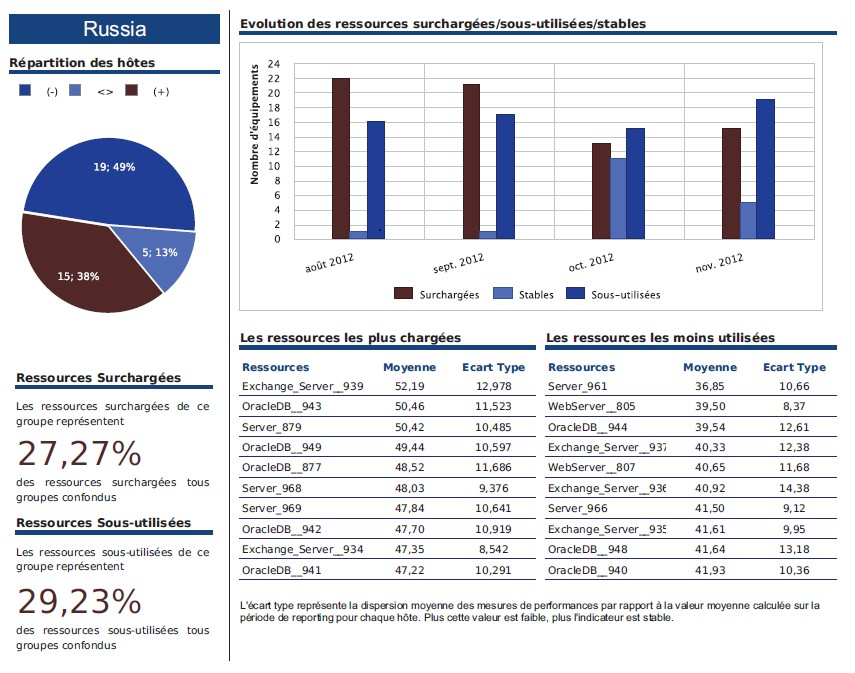 Russia
Répartition des hôtes
(-) <> (+)
19; 49%
5; 13%
15; 38%
Ressources Surchargées
Les ressources surchargées de ce
groupe représentent
27,27%
des ressources surchargées tous
groupes confondus
Ressources Sous-utilisées
Les ressources sous-utilisées de ce
groupe représentent
29,23%
des ressources sous-utilisées tous
groupes confondus
Evolution des ressources surchargées/sous-utilisées/stables
Nombre d'équipements
24
22
20
18
16
14
12
10
8
6
4
2
0
août 2012 sept. 2012 oct. 2012 nov. 2012
Surchargées Stables Sous-utilisées
Les ressources les plus chargées
Ressources Moyenne Ecart Type
Exchange_Server__939 52,19 12,978
OracleDB__943 50,46 11,523
Server_879 50,42 10,485
OracleDB__949 49,44 10,597
OracleDB__877 48,52 11,686
Server_968 48,03 9,376
Server_969 47,84 10,641
OracleDB__942 47,70 10,919
Exchange_Server__934 47,35 8,542
OracleDB__941 47,22 10,291
Les ressources les moins utilisées
Ressources Moyenne Ecart Type
Server_961 36,85 10,66
WebServer__805 39,50 8,37
OracleDB__944 39,54 12,61
Exchange_Server__937 40,33 12,38
WebServer__807 40,65 11,68
Exchange_Server__936 40,92 14,38
Server_966 41,50 9,12
Exchange_Server__935 41,61 9,95
OracleDB__948 41,64 13,18
OracleDB__940 41,93 10,36
L'écart type représente la dispersion moyenne des mesures de performances par rapport à la valeur moyenne calculée sur la
période de reporting pour chaque hôte. Plus cette valeur est faible, plus l'indicateur est stable.